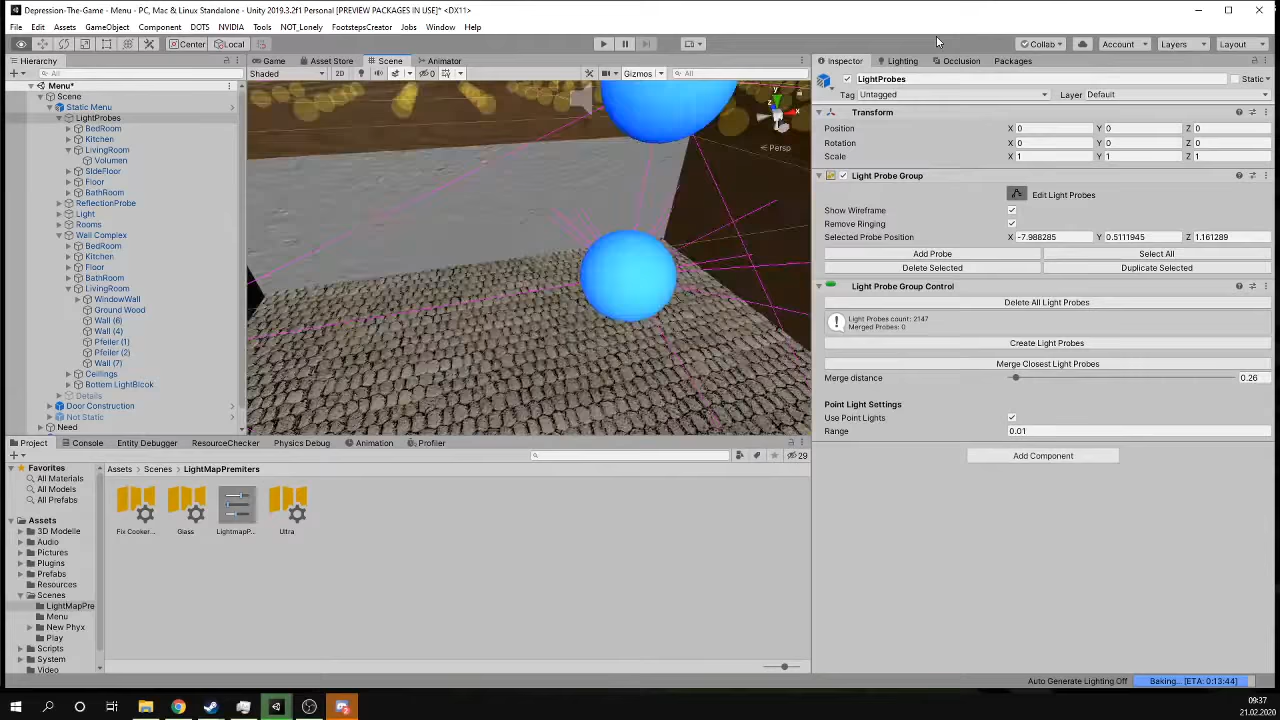 Depression-The-Game - Menu - PC, Mac & Linux Standalone - Unity 2019.3.2f1 Personal [PREVIEW PACKAGES IN USE]* <DX11>
File Edit Assets GameObject Component DOTS NVIDIA Tools NOT_Lonely FootstepsCreator Jobs Window Help
Center Local Collab Account Layers Layout
Hierarchy
All
Menu*
Scene
Static Menu
LightProbes
BedRoom
Kitchen
LivingRoom
Volumen
SIdeFloor
Floor
BathRoom
ReflectionProbe
Light
Rooms
Wall Complex
BedRoom
Kitchen
Floor
BathRoom
LivingRoom
WindowWall
Ground Wood
Wall (6)
Wall (4)
Pfeiler (1)
Pfeiler (2)
Wall (7)
Ceillings
Bottem LightBlcok
Details
Door Construction
Not Static
Need
Game Asset Store Scene Animator
Shaded 2D 0 Gizmos All
y
x
z
Persp
Inspector Lighting Occlusion Packages
LightProbes Static
Tag Untagged Layer Default
Transform
Position X 0 Y 0 Z 0
Rotation X 0 Y 0 Z 0
Scale X 1 Y 1 Z 1
Light Probe Group
Edit Light Probes
Show Wireframe
Remove Ringing
Selected Probe Position X -7.988285 Y 0.5111945 Z 1.161289
Add Probe Select All
Delete Selected Duplicate Selected
Light Probe Group Control
Delete All Light Probes
Light Probes count: 2147
Merged Probes: 0
Create Light Probes
Merge Closest Light Probes
Merge distance 0.26
Point Light Settings
Use Point Lights
Range 0.01
Add Component
Project Console Entity Debugger ResourceChecker Physics Debug Animation Profiler
29
Favorites
All Materials
All Models
All Prefabs
Assets
3D Modelle
Audio
Pictures
Plugins
Prefabs
Resources
Scenes
LightMapPre
Menu
New Phyx
Play
Scripts
System
Video
Assets Scenes LightMapPremiters
Fix Cooker... Glass LightmapP... Utra
Auto Generate Lighting Off Baking... [ETA: 0:13:44]
09:37
21.02.2020